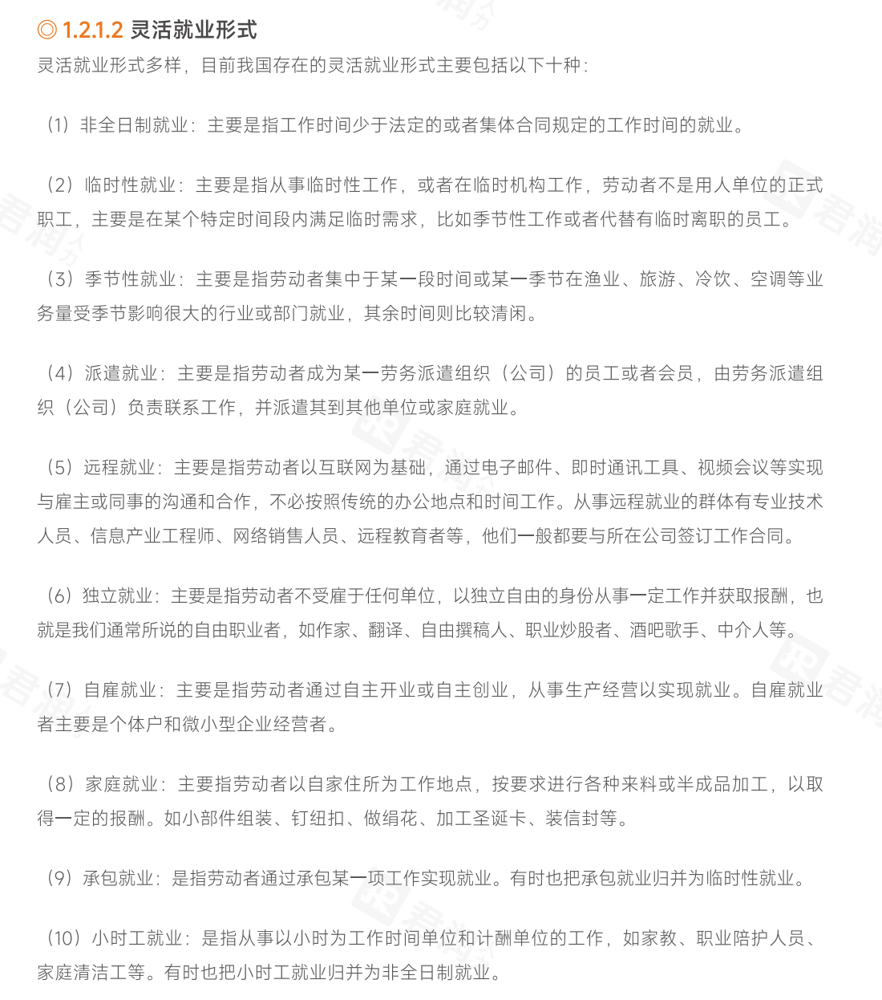 ◎ 1.2.1.2 灵活就业形式
灵活就业形式多样，目前我国存在的灵活就业形式主要包括以下十种：
（1）非全日制就业：主要是指工作时间少于法定的或者集体合同规定的工作时间的就业。
（2）临时性就业：主要是指从事临时性工作，或者在临时机构工作，劳动者不是用人单位的正式
职工，主要是在某个特定时间段内满足临时需求，比如季节性工作或者代替有临时离职的员工。
（3）季节性就业：主要是指劳动者集中于某一段时间或某一季节在渔业、旅游、冷饮、空调等业
务量受季节影响很大的行业或部门就业，其余时间则比较清闲。
（4）派遣就业：主要是指劳动者成为某一劳务派遣组织（公司）的员工或者会员，由劳务派遣组
织（公司）负责联系工作，并派遣其到其他单位或家庭就业。
（5）远程就业：主要是指劳动者以互联网为基础，通过电子邮件、即时通讯工具、视频会议等实现
与雇主或同事的沟通和合作，不必按照传统的办公地点和时间工作。从事远程就业的群体有专业技术
人员、信息产业工程师、网络销售人员、远程教育者等，他们一般都要与所在公司签订工作合同。
（6）独立就业：主要是指劳动者不受雇于任何单位，以独立自由的身份从事一定工作并获取报酬，也
就是我们通常所说的自由职业者，如作家、翻译、自由撰稿人、职业炒股者、酒吧歌手、中介人等。
（7）自雇就业：主要是指劳动者通过自主开业或自主创业，从事生产经营以实现就业。自雇就业
者主要是个体户和微小型企业经营者。
（8）家庭就业：主要指劳动者以自家住所为工作地点，按要求进行各种来料或半成品加工，以取
得一定的报酬。如小部件组装、钉纽扣、做绢花、加工圣诞卡、装信封等。
（9）承包就业：是指劳动者通过承包某一项工作实现就业。有时也把承包就业归并为临时性就业。
（10）小时工就业：是指从事以小时为工作时间单位和计酬单位的工作，如家教、职业陪护人员、
家庭清洁工等。有时也把小时工就业归并为非全日制就业。
君润人力
君润
君润人力
君润人力
君润
君润人力